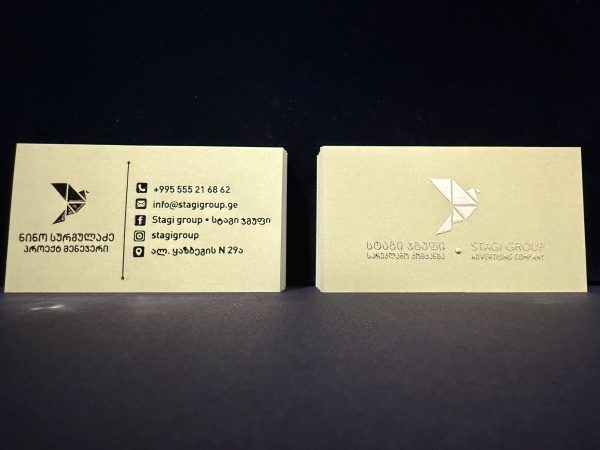 ნინო სურგულაძე
პროექტ მენეჯერი
+995 555 21 68 62
info@stagigroup.ge
Stagi group • სტაგი ჯგუფი
stagigroup
ალ. ყაზბეგის N 29ა
სტაგი ჯგუფი
სარეკლამო კომპანია
STAGI GROUP
ADVERTISING COMPANY